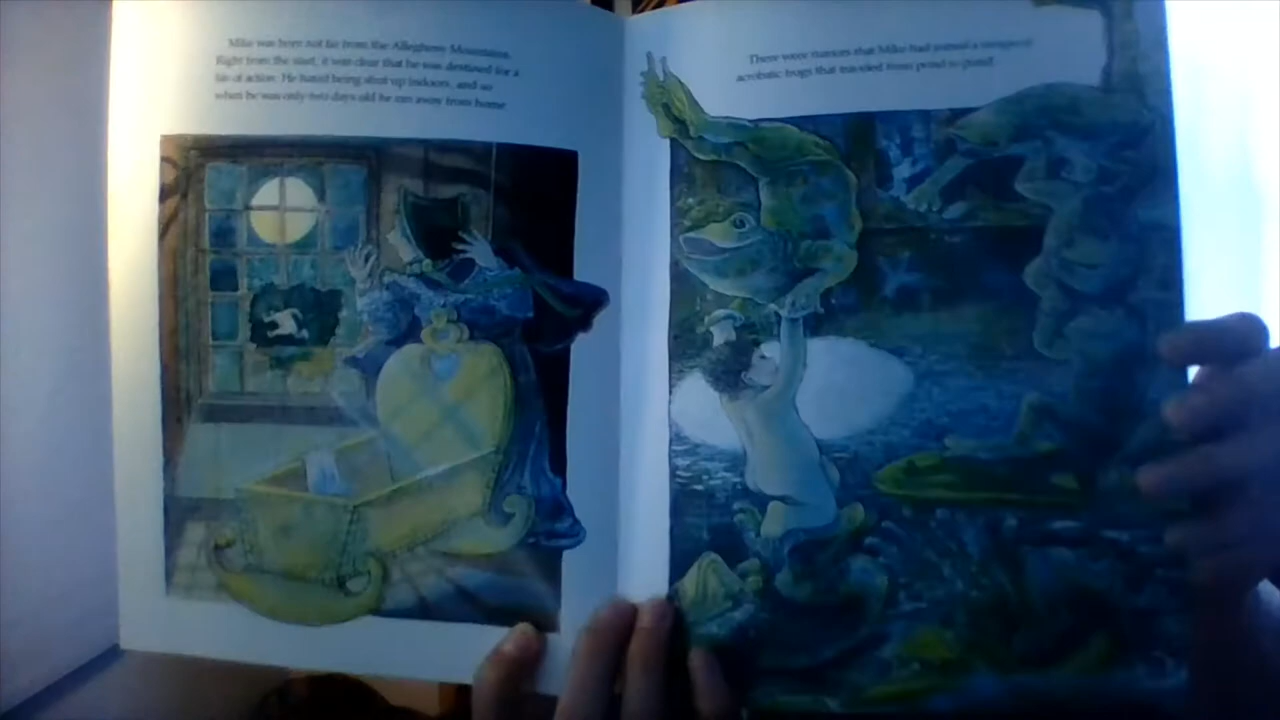 Mike was born not far from the Allegheny Mountains.
Right from the start, it was clear that he was destined for a
life of action. He hated being shut up indoors, and so
when he was only two days old he ran away from home.
There were rumors that Mike had joined a troupe of
acrobatic frogs that traveled from pond to pond.